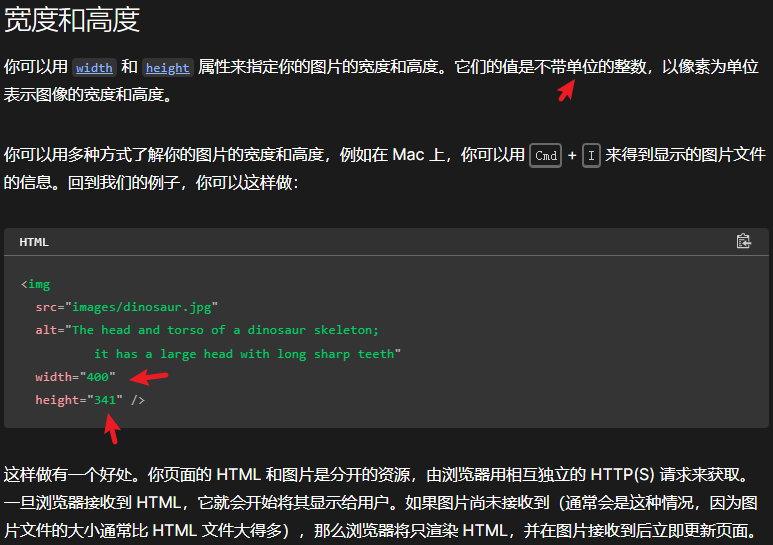 宽度和高度
你可以用 width 和 height 属性来指定你的图片的宽度和高度。它们的值是不带单位的整数，以像素为单位
表示图像的宽度和高度。
你可以用多种方式了解你的图片的宽度和高度，例如在 Mac 上，你可以用 Cmd + I 来得到显示的图片文件
的信息。回到我们的例子，你可以这样做：
HTML
<img
src="images/dinosaur.jpg"
alt="The head and torso of a dinosaur skeleton;
it has a large head with long sharp teeth"
width="400"
height="341" />
这样做有一个好处。你页面的 HTML 和图片是分开的资源，由浏览器用相互独立的 HTTP(S) 请求来获取。
一旦浏览器接收到 HTML，它就会开始将其显示给用户。如果图片尚未接收到（通常会是这种情况，因为图
片文件的大小通常比 HTML 文件大得多），那么浏览器将只渲染 HTML，并在图片接收到后立即更新页面。